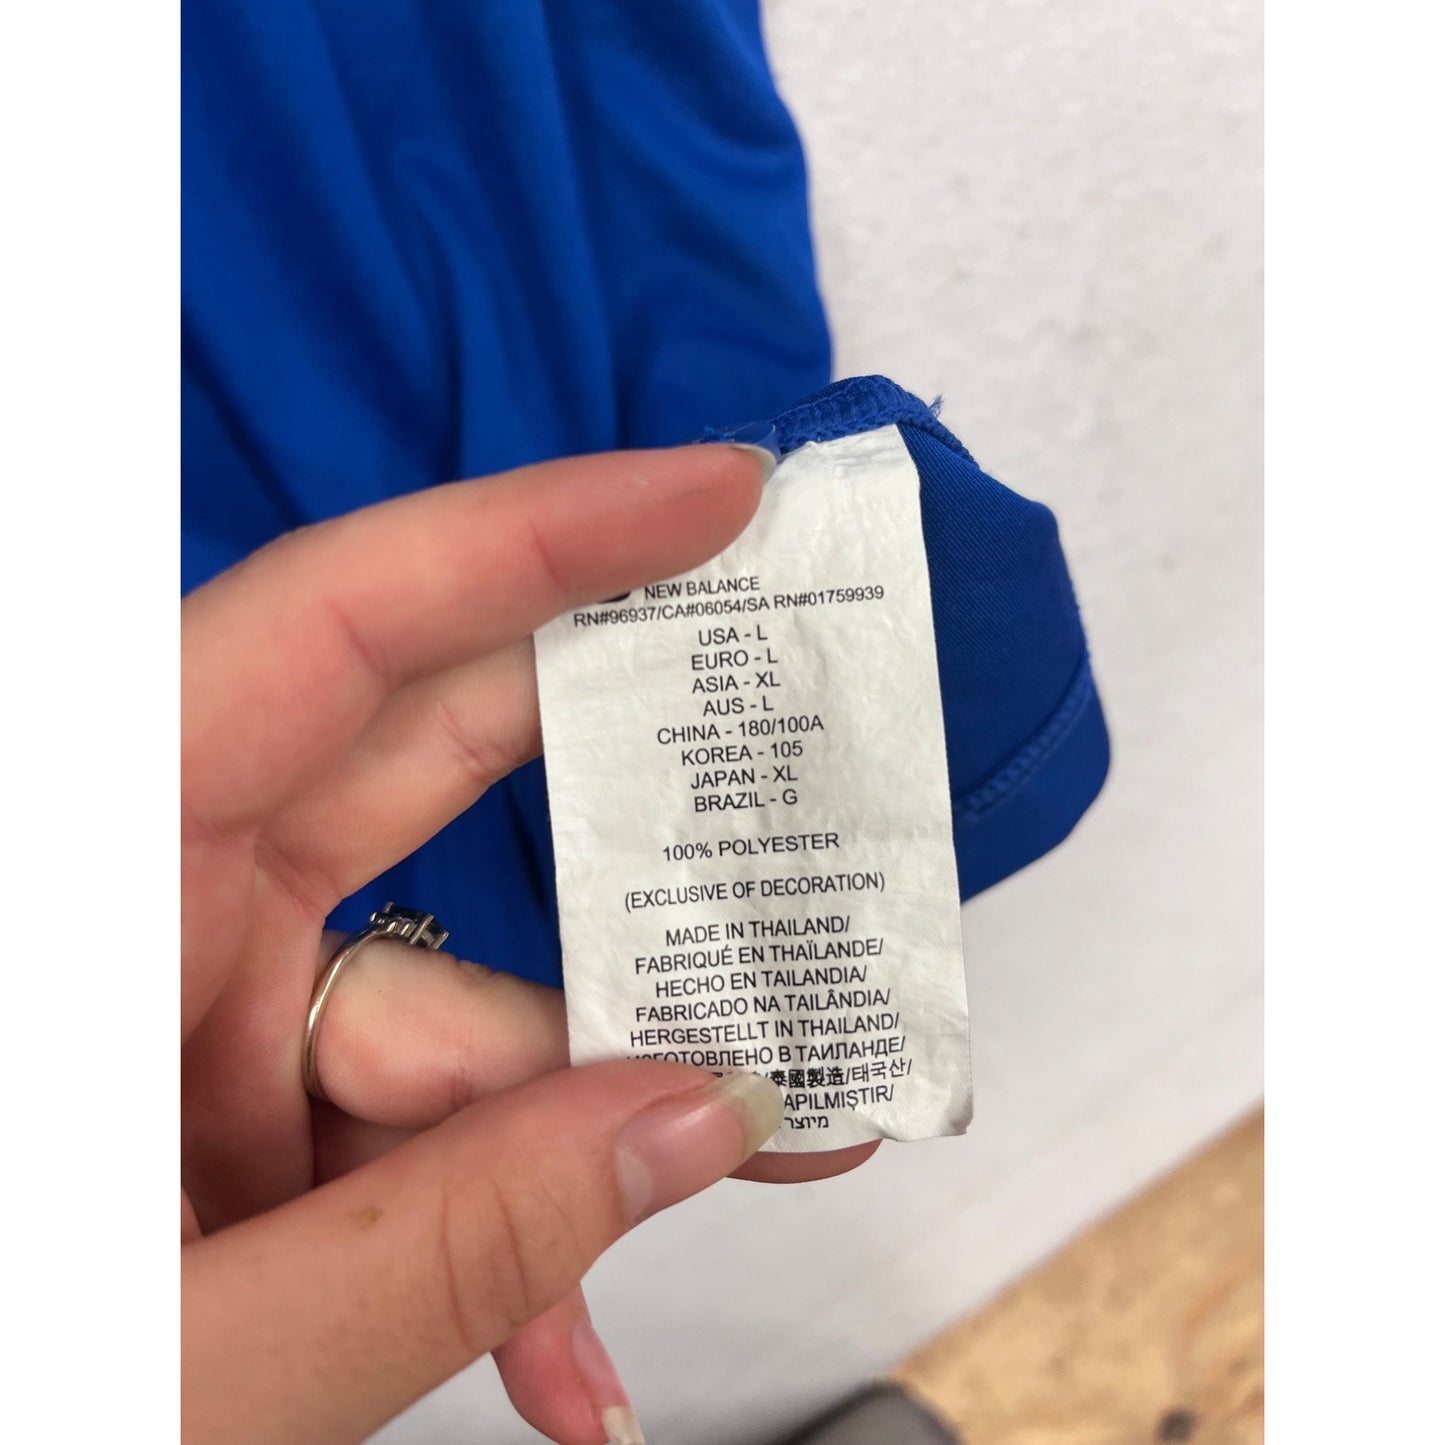 NEW BALANCE
RN#96937/CA#06054/SA RN#01759939
USA - L
EURO - L
ASIA - XL
AUS - L
CHINA - 180/100A
KOREA - 105
JAPAN - XL
BRAZIL - G
100% POLYESTER
(EXCLUSIVE OF DECORATION)
MADE IN THAILAND/
FABRIQUÉ EN THAÏLANDE/
HECHO EN TAILANDIA/
FABRICADO NA TAILÂNDIA/
HERGESTELLT IN THAILAND/
ИЗГОТОВЛЕНО В ТАИЛАНДЕ/
泰國製造/태국산/